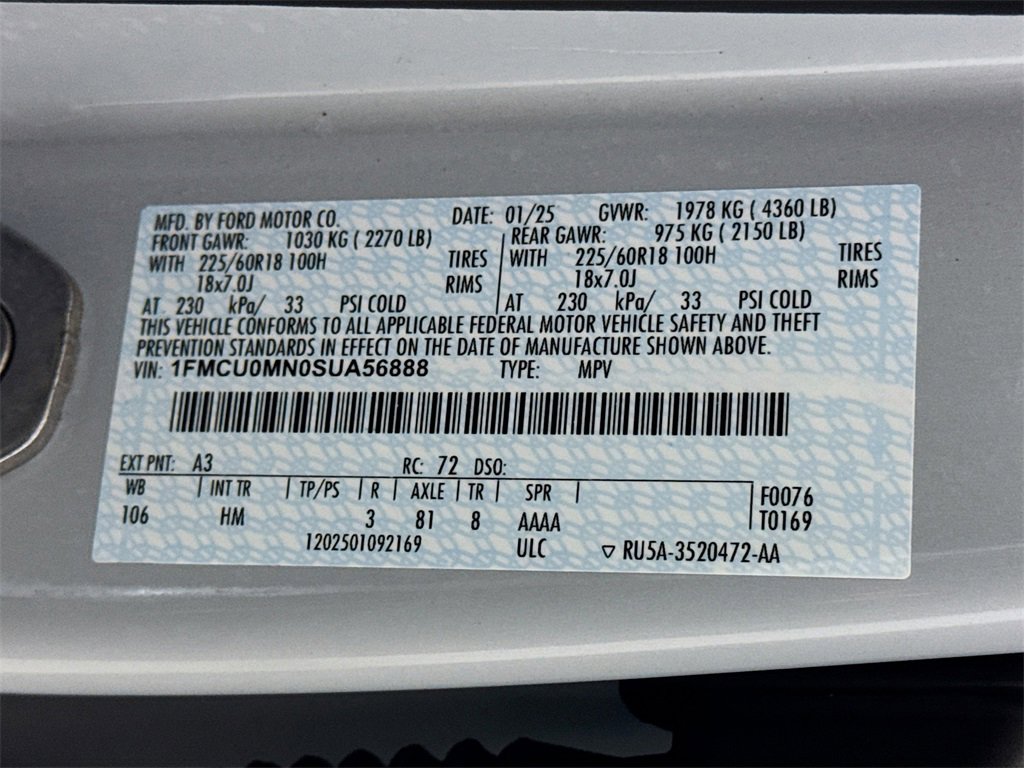 MFD. BY FORD MOTOR CO. DATE: 01/25 GVWR: 1978 KG ( 4360 LB)
FRONT GAWR: 1030 KG ( 2270 LB) REAR GAWR: 975 KG ( 2150 LB)
WITH 225/60R18 100H TIRES WITH 225/60R18 100H TIRES
18x7.0J RIMS 18x7.0J RIMS
AT 230 kPa/ 33 PSI COLD AT 230 kPa/ 33 PSI COLD
THIS VEHICLE CONFORMS TO ALL APPLICABLE FEDERAL MOTOR VEHICLE SAFETY AND THEFT
PREVENTION STANDARDS IN EFFECT ON THE DATE OF MANUFACTURE SHOWN ABOVE.
VIN: 1FMCU0MN0SUA56888 TYPE: MPV
EXT PNT: A3 RC: 72 DSO:
WB INT TR TP/PS R AXLE TR SPR F0076
106 HM 3 81 8 AAAA T0169
1202501092169 ULC ▽ RU5A-3520472-AA